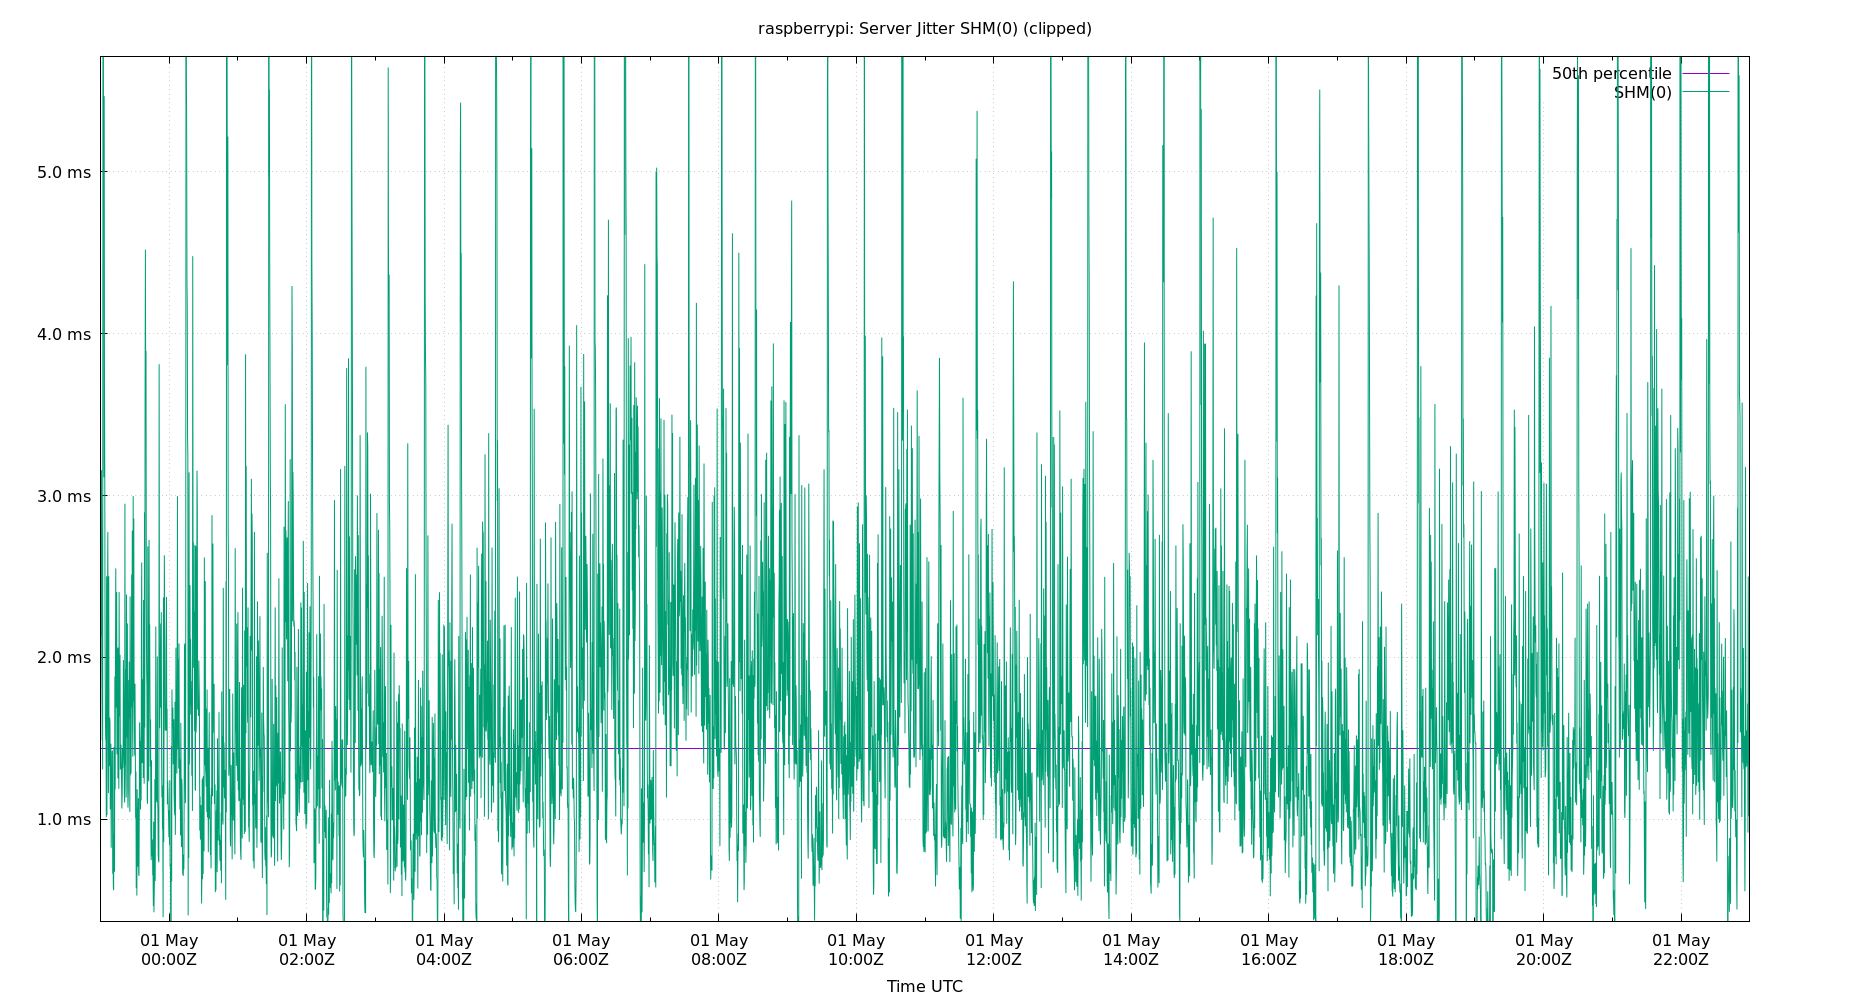 raspberrypi: Server Jitter SHM(0) (clipped)
50th percentile
SHM(0)
5.0 ms
4.0 ms
3.0 ms
2.0 ms
1.0 ms
01 May 01 May 01 May 01 May 01 May 01 May 01 May 01 May 01 May 01 May 01 May 01 May
00:00Z 02:00Z 04:00Z 06:00Z 08:00Z 10:00Z 12:00Z 14:00Z 16:00Z 18:00Z 20:00Z 22:00Z
Time UTC